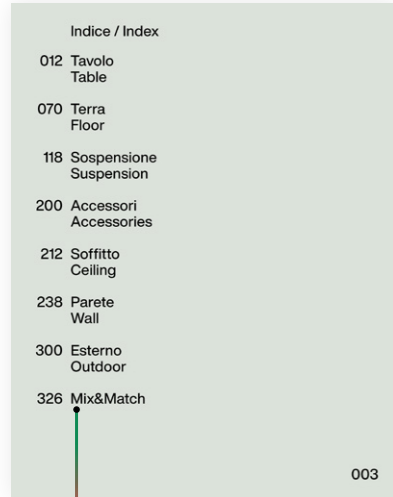 Indice / Index
012 Tavolo
Table
070 Terra
Floor
118 Sospensione
Suspension
200 Accessori
Accessories
212 Soffitto
Ceiling
238 Parete
Wall
300 Esterno
Outdoor
326 Mix&Match
003